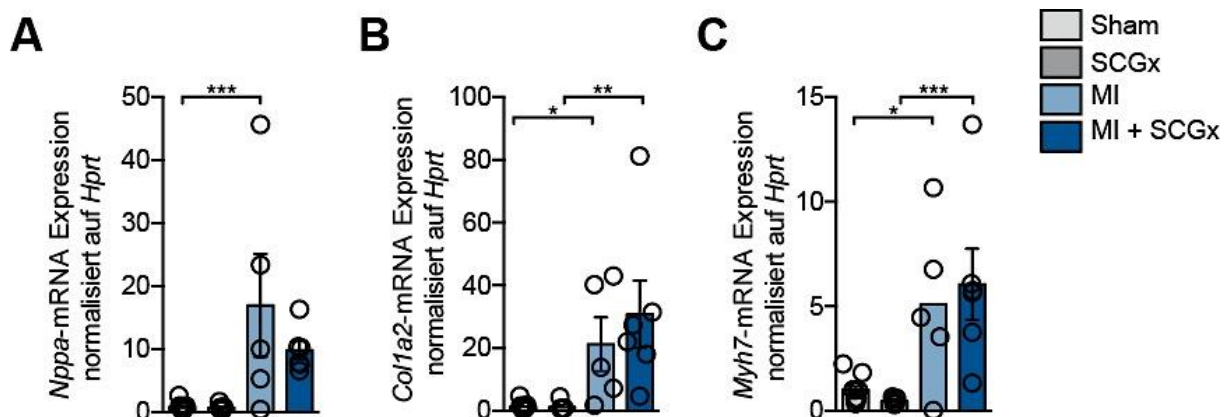 A
B
C
Sham
SCGx
MI
MI + SCGx
Nppa-mRNA Expression
normalisiert auf Hprt
50
40
30
20
10
0
***
Col1a2-mRNA Expression
normalisiert auf Hprt
100
80
60
40
20
0
*
**
Myh7-mRNA Expression
normalisiert auf Hprt
15
10
5
0
*
***